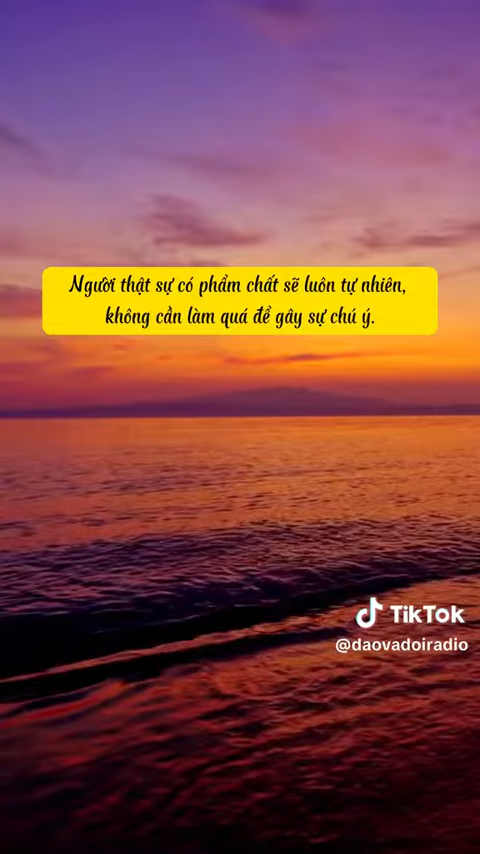 Người thật sự có phẩm chất sẽ luôn tự nhiên,
không cần làm quá để gây sự chú ý.
TikTok
@daovadoiradio